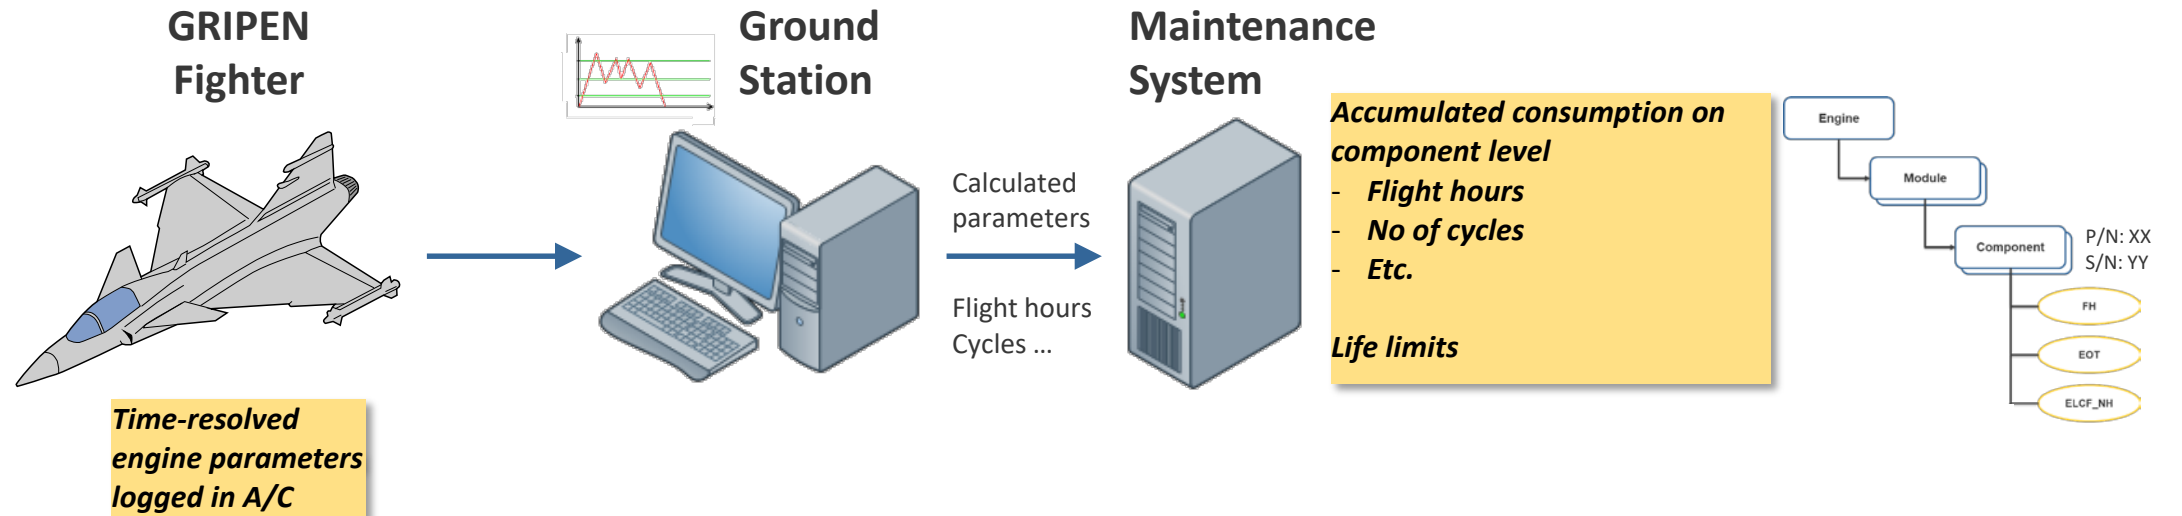 GRIPEN
Fighter
Time-resolved
engine parameters
logged in A/C
Ground
Station
Calculated
parameters
Flight hours
Cycles ...
Maintenance
System
Accumulated consumption on
component level
- Flight hours
- No of cycles
- Etc.
Life limits
Engine
Module
Component
P/N: XX
S/N: YY
FH
EOT
ELCF_NH